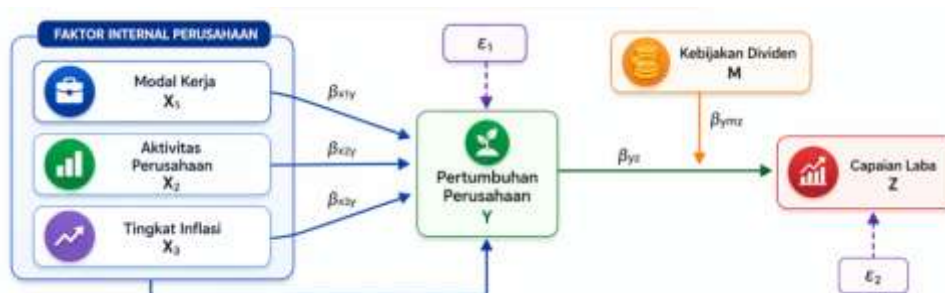 FAKTOR INTERNAL PERUSAHAAN
Modal Kerja
X₁
Aktivitas
Perusahaan
X₂
Tingkat Inflasi
X₃
βx1y
βx2y
βx3y
ε₁
Pertumbuhan
Perusahaan
Y
βyz
Kebijakan Dividen
M
βymz
Capaian Laba
Z
ε₂